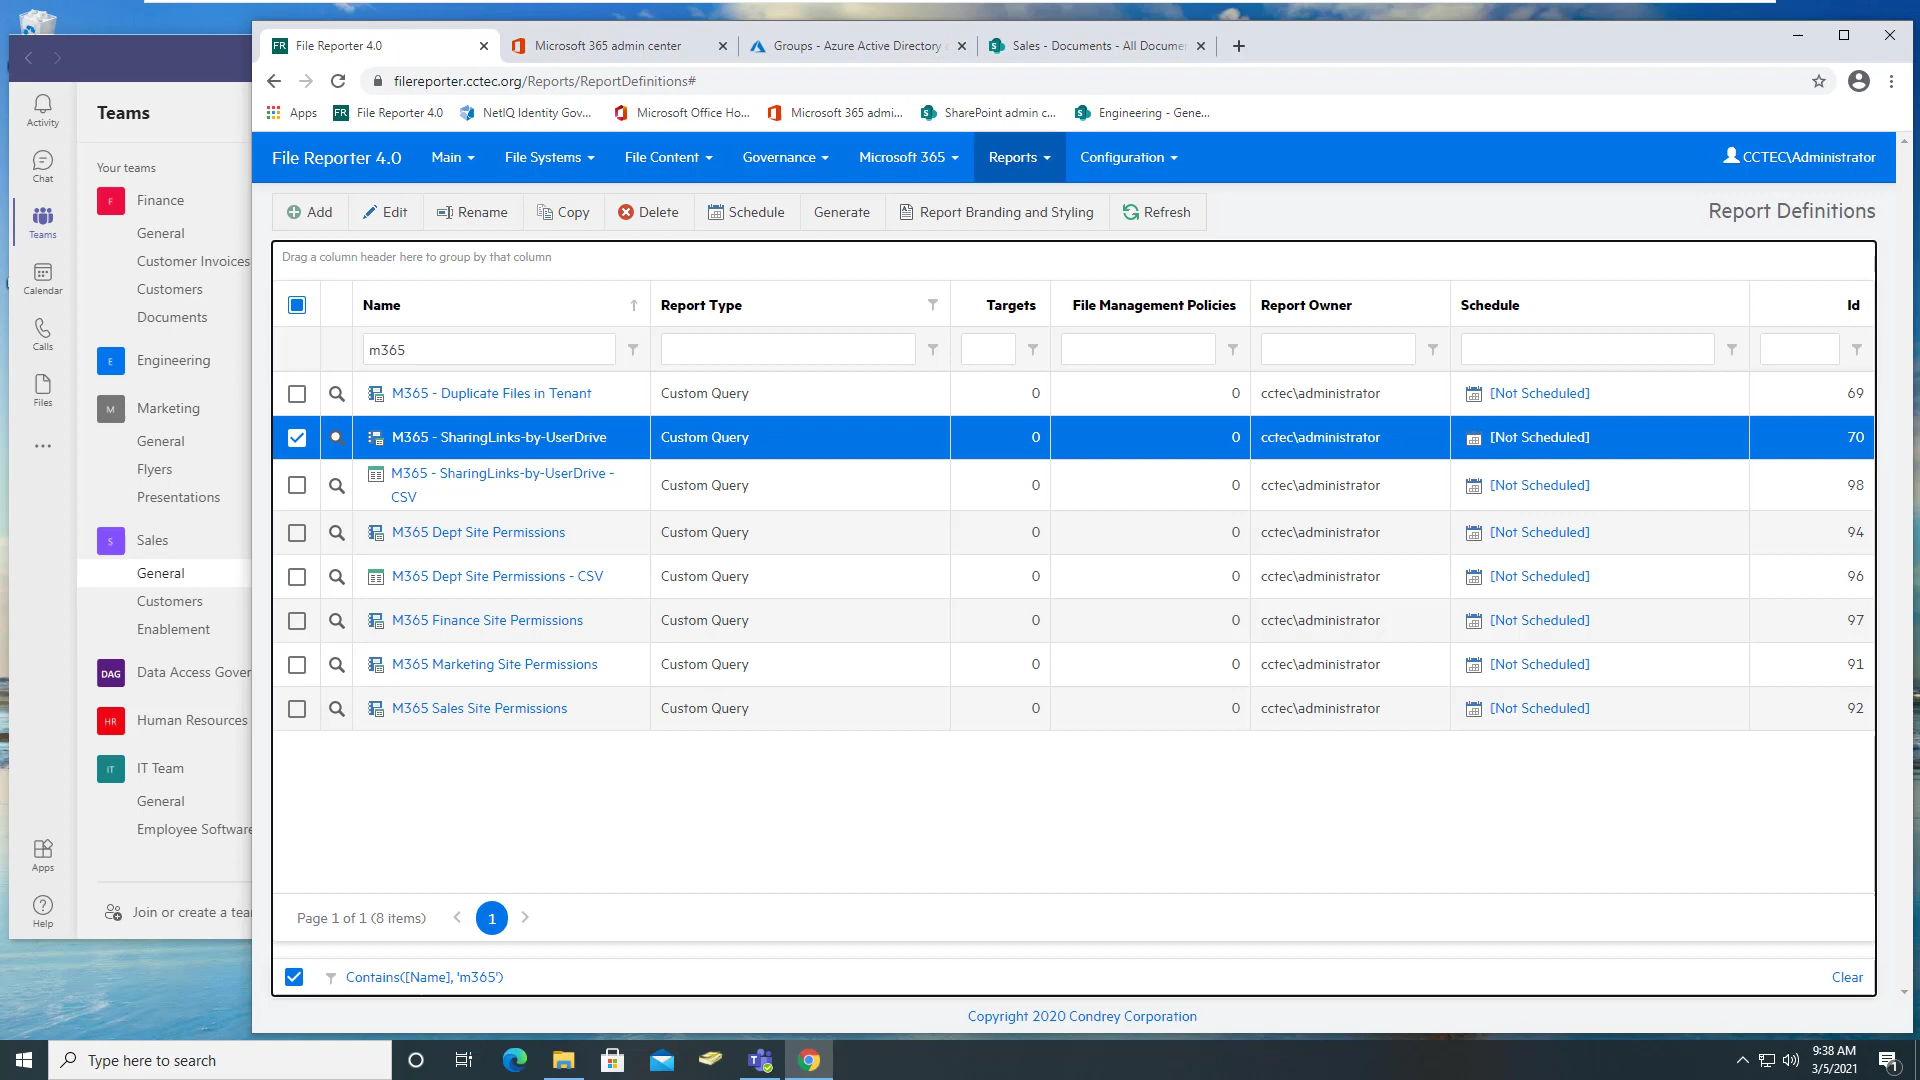 Activity
Chat
Teams
Calendar
Calls
Files
Apps
Help
Teams
Your teams
F
Finance
General
Customer Invoices
Customers
Documents
E
Engineering
M
Marketing
General
Flyers
Presentations
S
Sales
General
Customers
Enablement
DAG
Data Access Gover
HR
Human Resources
IT
IT Team
General
Employee Software
Join or create a tea
FR File Reporter 4.0
Microsoft 365 admin center
Groups - Azure Active Directory
Sales - Documents - All Docume
filereporter.cctec.org/Reports/ReportDefinitions#
Apps
FR File Reporter 4.0
NetIQ Identity Gov...
Microsoft Office Ho...
Microsoft 365 admi...
SharePoint admin c...
Engineering - Gene...
File Reporter 4.0
Main
File Systems
File Content
Governance
Microsoft 365
Reports
Configuration
CCTEC\Administrator
Add
Edit
Rename
Copy
Delete
Schedule
Generate
Report Branding and Styling
Refresh
Report Definitions
Drag a column header here to group by that column
Name Report Type Targets File Management Policies Report Owner Schedule Id
m365
M365 - Duplicate Files in Tenant Custom Query 0 0 cctec\administrator [Not Scheduled] 69
M365 - SharingLinks-by-UserDrive Custom Query 0 0 cctec\administrator [Not Scheduled] 70
M365 - SharingLinks-by-UserDrive -
CSV Custom Query 0 0 cctec\administrator [Not Scheduled] 98
M365 Dept Site Permissions Custom Query 0 0 cctec\administrator [Not Scheduled] 94
M365 Dept Site Permissions - CSV Custom Query 0 0 cctec\administrator [Not Scheduled] 96
M365 Finance Site Permissions Custom Query 0 0 cctec\administrator [Not Scheduled] 97
M365 Marketing Site Permissions Custom Query 0 0 cctec\administrator [Not Scheduled] 91
M365 Sales Site Permissions Custom Query 0 0 cctec\administrator [Not Scheduled] 92
Page 1 of 1 (8 items)
1
Contains([Name], 'm365')
Clear
Copyright 2020 Condrey Corporation
Type here to search
9:38 AM
3/5/2021
1